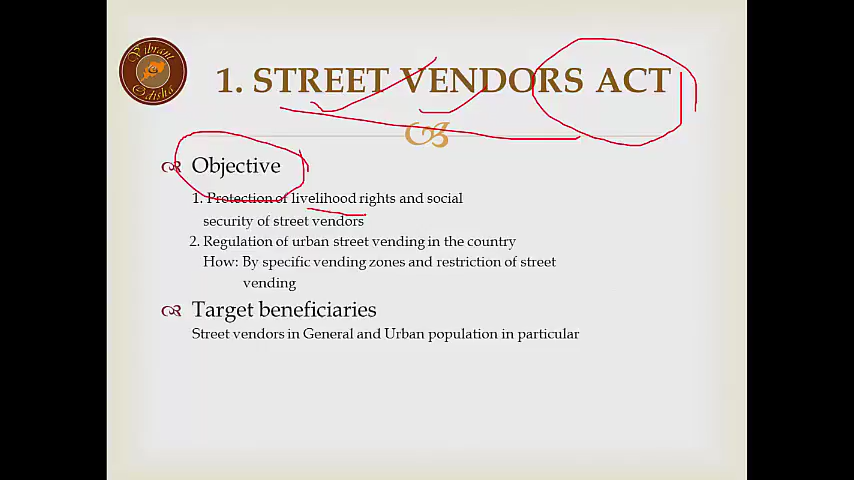 Vibrant
Odisha
1. STREET VENDORS ACT
Objective
1. Protection of livelihood rights and social
security of street vendors
2. Regulation of urban street vending in the country
How: By specific vending zones and restriction of street
vending
Target beneficiaries
Street vendors in General and Urban population in particular